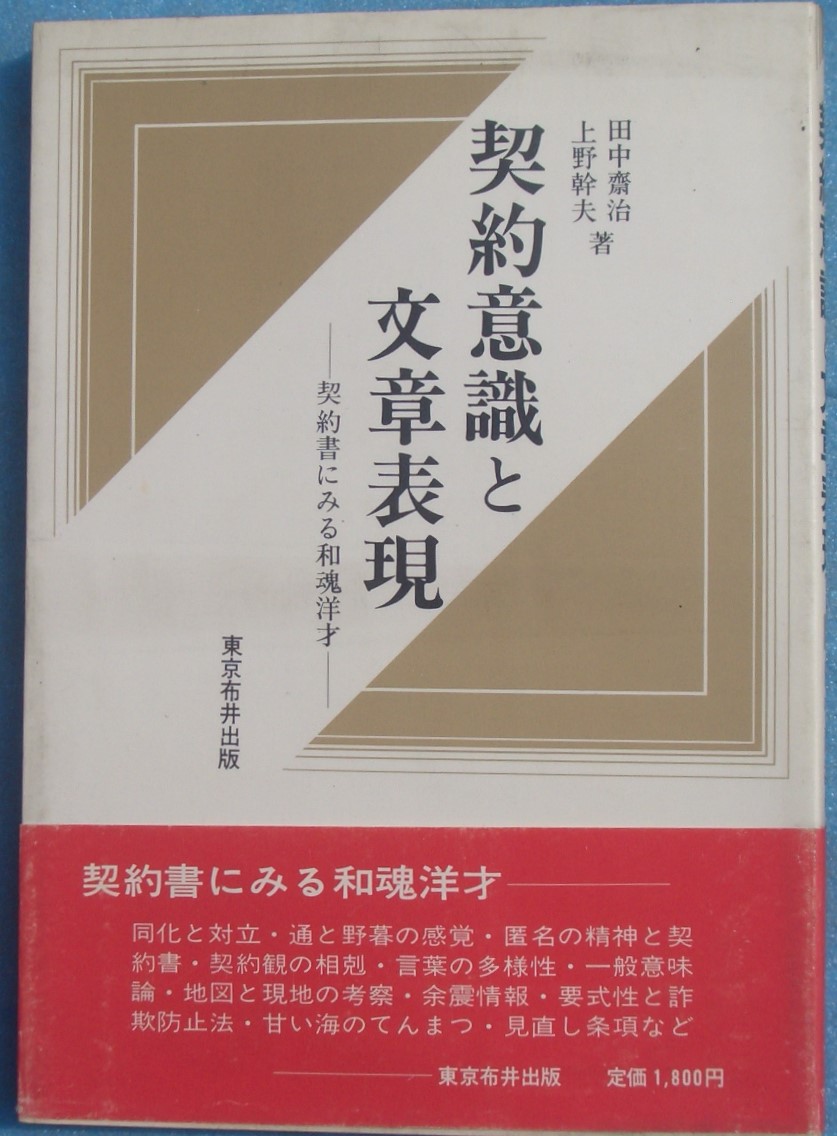 田中齋治
上野幹夫
著
契約意識と
文章表現
契約書にみる和魂洋才
東京布井出版
契約書にみる和魂洋才
同化と対立・通と野暮の感覚・匿名の精神と契
約書・契約観の相剋・言葉の多様性・一般意味
論・地図と現地の考察・余震情報・要式性と詐
欺防止法・甘い海のてんまつ・見直し条項など
東京布井出版 定価1,800円